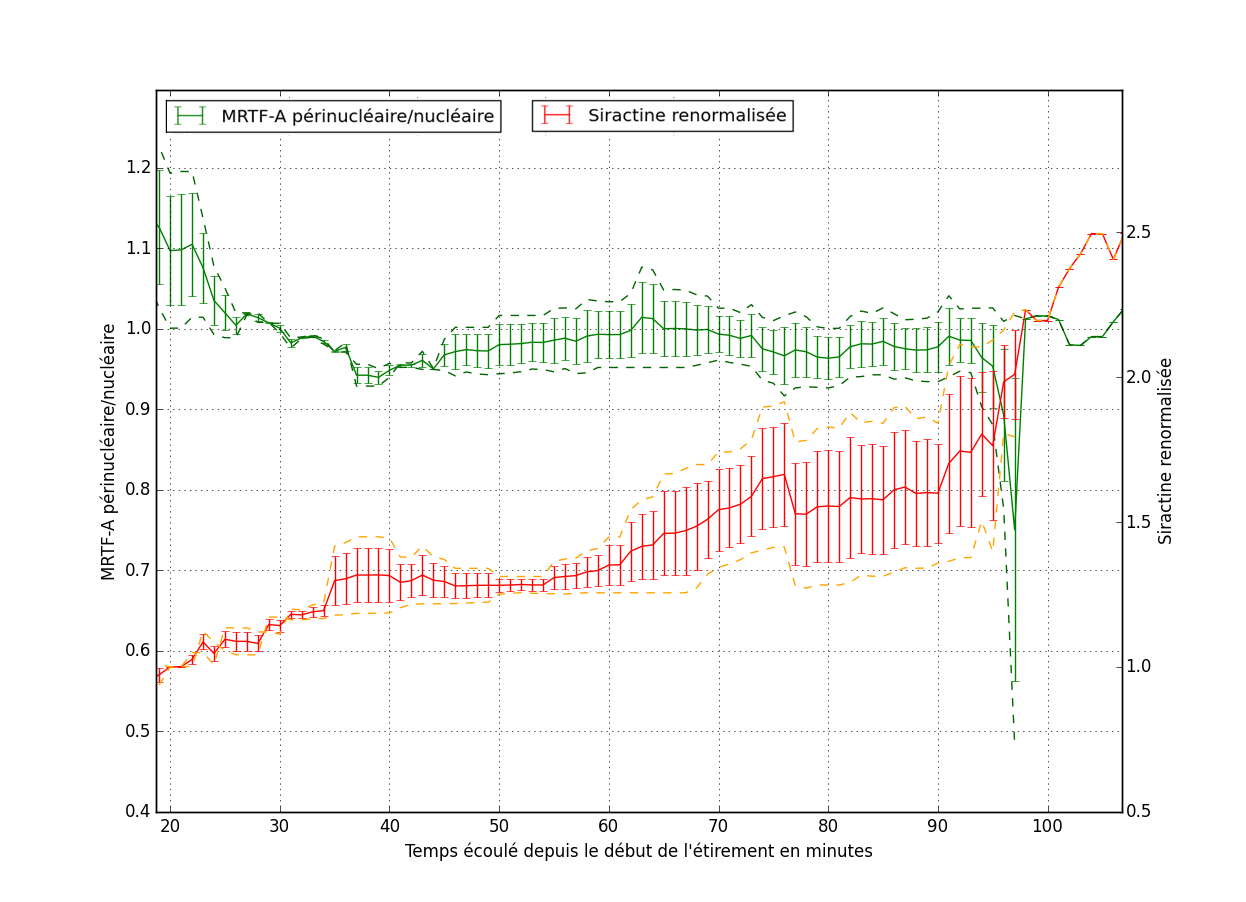 MRTF-A périnucléaire/nucléaire
Siractine renormalisée
1.2
1.1
1.0
0.9
0.8
0.7
0.6
0.5
0.4
MRTF-A périnucléaire/nucléaire
2.5
2.0
1.5
1.0
0.5
Siractine renormalisée
20 30 40 50 60 70 80 90 100
Temps écoulé depuis le début de l'étirement en minutes